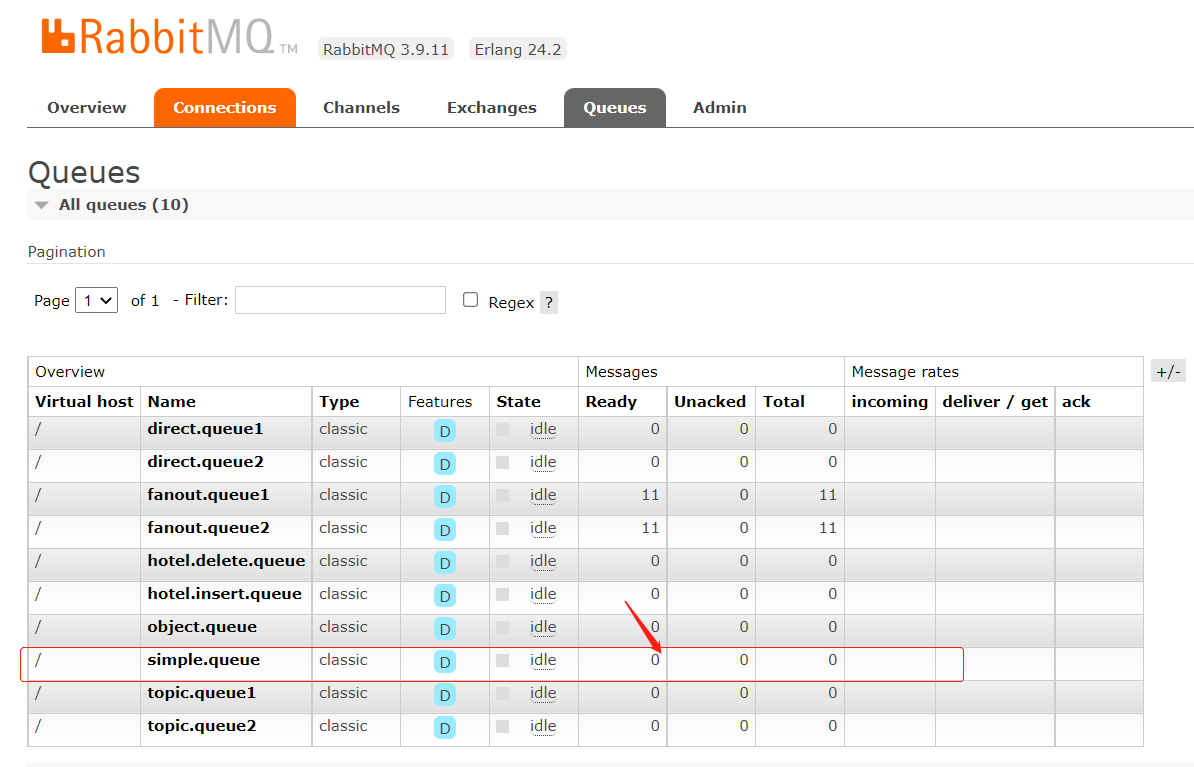 RabbitMQ TM RabbitMQ 3.9.11 Erlang 24.2
Overview Connections Channels Exchanges Queues Admin
Queues
All queues (10)
Pagination
Page 1 of 1 - Filter: Regex ?
Overview Messages Message rates +/-
Virtual host Name Type Features State Ready Unacked Total incoming deliver / get ack
/ direct.queue1 classic D idle 0 0 0
/ direct.queue2 classic D idle 0 0 0
/ fanout.queue1 classic D idle 11 0 11
/ fanout.queue2 classic D idle 11 0 11
/ hotel.delete.queue classic D idle 0 0 0
/ hotel.insert.queue classic D idle 0 0 0
/ object.queue classic D idle 0 0 0
/ simple.queue classic D idle 0 0 0
/ topic.queue1 classic D idle 0 0 0
/ topic.queue2 classic D idle 0 0 0